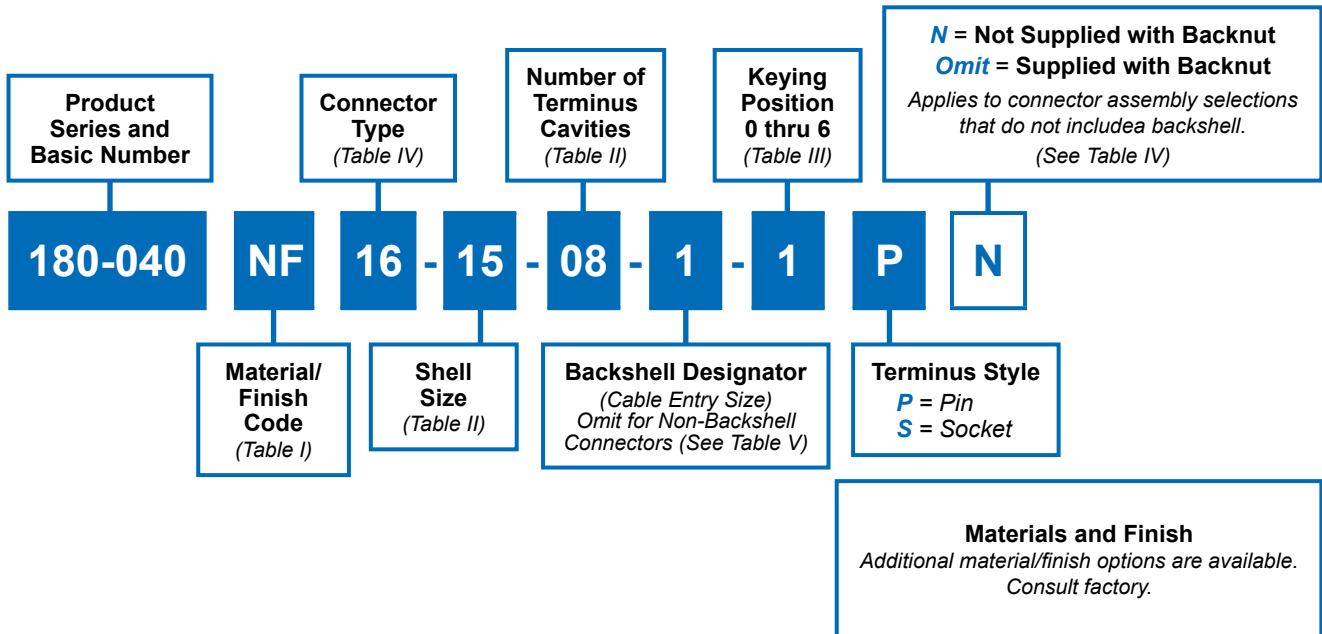 Product
Series and
Basic Number
Connector
Type
(Table IV)
Number of
Terminus
Cavities
(Table II)
Keying
Position
0 thru 6
(Table III)
N = Not Supplied with Backnut
Omit = Supplied with Backnut
Applies to connector assembly selections
that do not includea backshell.
(See Table IV)
180-040 NF 16 - 15 - 08 - 1 - 1 P N
Material/
Finish
Code
(Table I)
Shell
Size
(Table II)
Backshell Designator
(Cable Entry Size)
Omit for Non-Backshell
Connectors (See Table V)
Terminus Style
P = Pin
S = Socket
Materials and Finish
Additional material/finish options are available.
Consult factory.